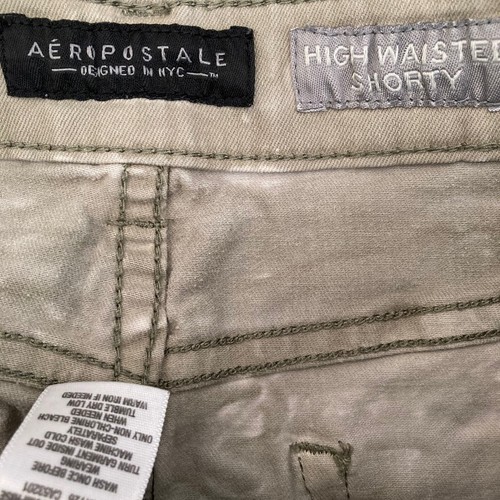 AÉROPOSTALE
DESIGNED IN NYC
TM
HIGH WAISTED
SHORTY
CA53201
WASH ONCE BEFORE
WEARING
TURN GARMENT INSIDE OUT
MACHINE WASH COLD
SEPARATELY
ONLY NON-CHLORINE BLEACH
WHEN NEEDED
TUMBLE DRY LOW
WARM IRON IF NEEDED